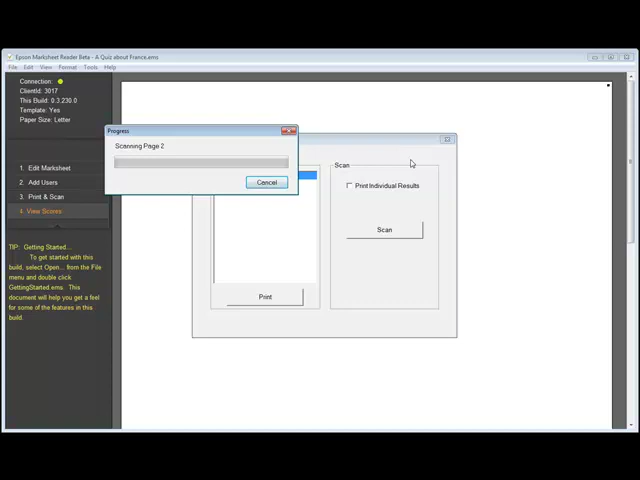 Epson Marksheet Reader Beta - A Quiz about France.ems
File Edit View Format Tools Help
Connection:
ClientId: 3017
This Build: 0.3.230.0
Template: Yes
Paper Size: Letter
1. Edit Marksheet
2. Add Users
3. Print & Scan
4. View Scores
TIP: Getting Started...
To get started with this
build, select Open... from the File
menu and double click
GettingStarted.ems. This
document will help you get a feel
for some of the features in this
build.
Progress
Scanning Page 2
Cancel
Print
Scan
Print Individual Results
Scan